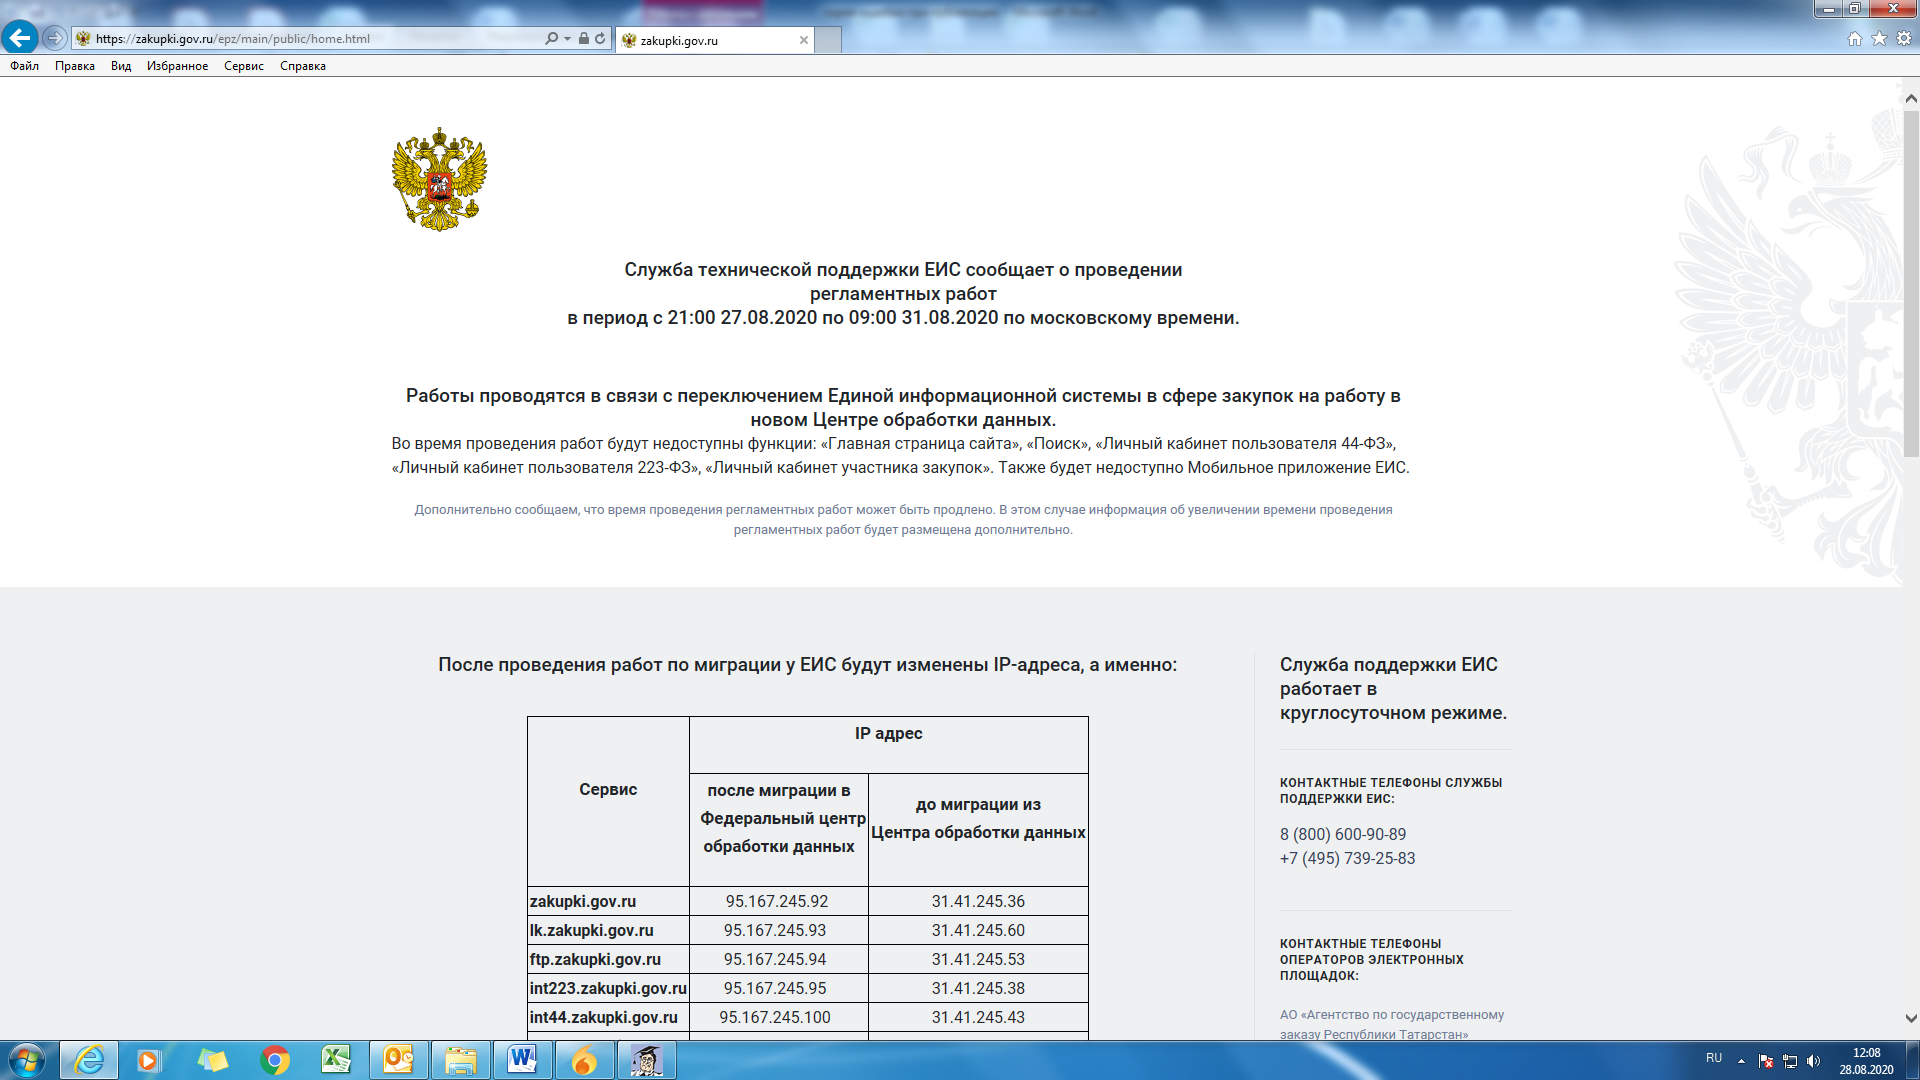 https://zakupki.gov.ru/epz/main/public/home.html
zakupki.gov.ru
Файл Правка Вид Избранное Сервис Справка
Служба технической поддержки ЕИС сообщает о проведении
регламентных работ
в период с 21:00 27.08.2020 по 09:00 31.08.2020 по московскому времени.
Работы проводятся в связи с переключением Единой информационной системы в сфере закупок на работу в
новом Центре обработки данных.
Во время проведения работ будут недоступны функции: «Главная страница сайта», «Поиск», «Личный кабинет пользователя 44-ФЗ»,
«Личный кабинет пользователя 223-ФЗ», «Личный кабинет участника закупок». Также будет недоступно Мобильное приложение ЕИС.
Дополнительно сообщаем, что время проведения регламентных работ может быть продлено. В этом случае информация об увеличении времени проведения
регламентных работ будет размещена дополнительно.
После проведения работ по миграции у ЕИС будут изменены IP-адреса, а именно:
Сервис
IP адрес
после миграции в
Федеральный центр
обработки данных
до миграции из
Центра обработки данных
zakupki.gov.ru 95.167.245.92 31.41.245.36
lk.zakupki.gov.ru 95.167.245.93 31.41.245.60
ftp.zakupki.gov.ru 95.167.245.94 31.41.245.53
int223.zakupki.gov.ru 95.167.245.95 31.41.245.38
int44.zakupki.gov.ru 95.167.245.100 31.41.245.43
Служба поддержки ЕИС
работает в
круглосуточном режиме.
КОНТАКТНЫЕ ТЕЛЕФОНЫ СЛУЖБЫ
ПОДДЕРЖКИ ЕИС:
8 (800) 600-90-89
+7 (495) 739-25-83
КОНТАКТНЫЕ ТЕЛЕФОНЫ
ОПЕРАТОРОВ ЭЛЕКТРОННЫХ
ПЛОЩАДОК:
АО «Агентство по государственному
заказу Республики Татарстан»
RU
12:08
28.08.2020